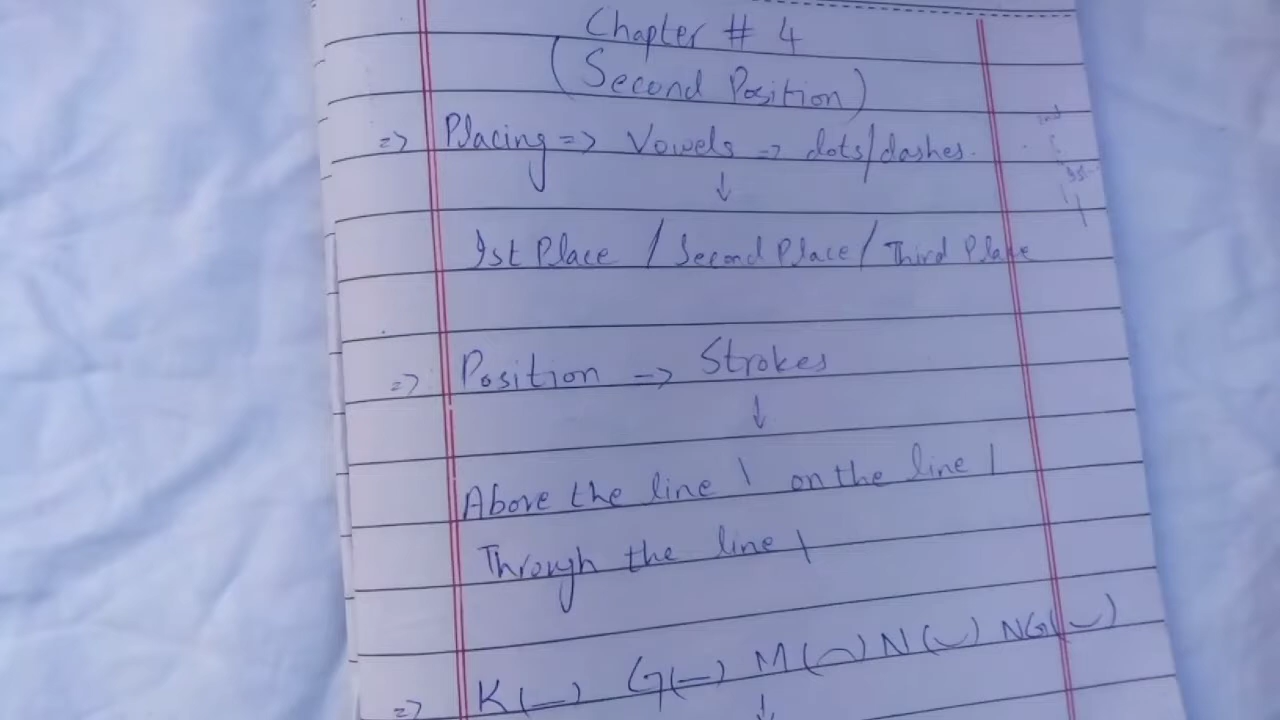 Chapter # 4
(Second Position)
=> Placing => Vowels -> dots/dashes.
↓
1st Place / Second Place / Third Place
=> Position -> Strokes
↓
Above the line \ on the line |
Through the line \
=> K(—) G(—) M(⌒) N(‿) NG(‿)
↓